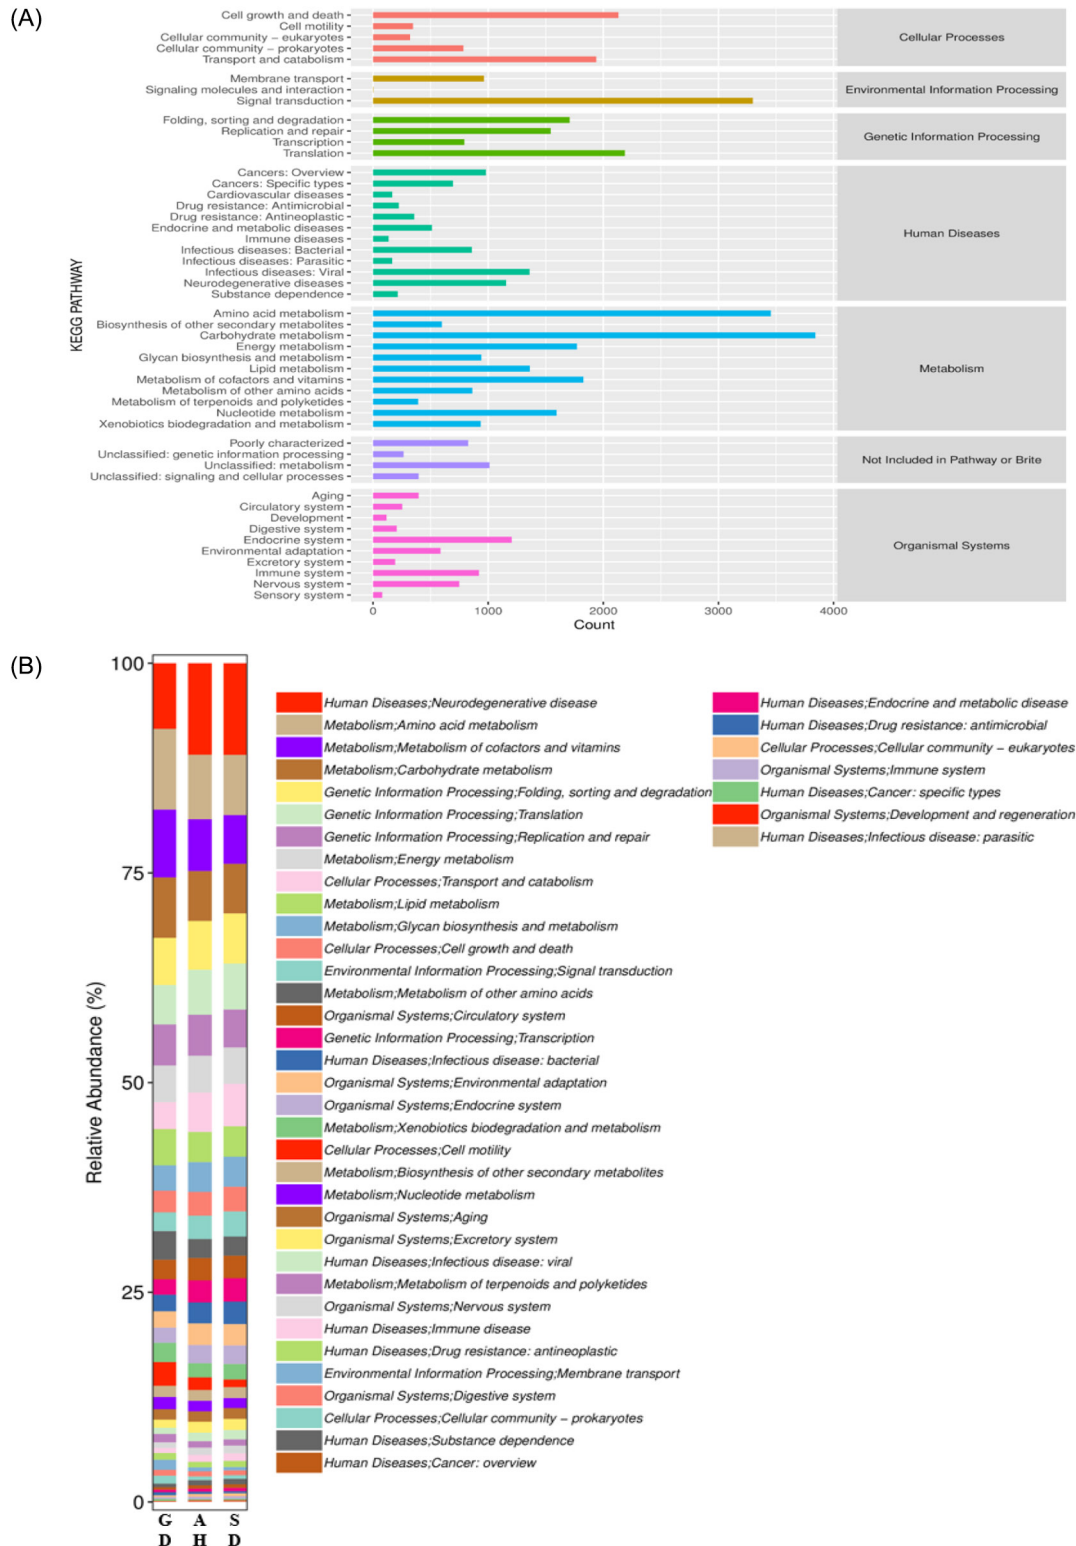 (A)
KEGG PATHWAY
Cell growth and death
Cell motility
Cellular community – eukaryotes
Cellular community – prokaryotes
Transport and catabolism
Cellular Processes
Membrane transport
Signaling molecules and interaction
Signal transduction
Environmental Information Processing
Folding, sorting and degradation
Replication and repair
Transcription
Translation
Genetic Information Processing
Cancers: Overview
Cancers: Specific types
Cardiovascular diseases
Drug resistance: Antimicrobial
Drug resistance: Antineoplastic
Endocrine and metabolic diseases
Immune diseases
Infectious diseases: Bacterial
Infectious diseases: Parasitic
Infectious diseases: Viral
Neurodegenerative diseases
Substance dependence
Human Diseases
Amino acid metabolism
Biosynthesis of other secondary metabolites
Carbohydrate metabolism
Energy metabolism
Glycan biosynthesis and metabolism
Lipid metabolism
Metabolism of cofactors and vitamins
Metabolism of other amino acids
Metabolism of terpenoids and polyketides
Nucleotide metabolism
Xenobiotics biodegradation and metabolism
Metabolism
Poorly characterized
Unclassified: genetic information processing
Unclassified: metabolism
Unclassified: signaling and cellular processes
Not Included in Pathway or Brite
Aging
Circulatory system
Development
Digestive system
Endocrine system
Environmental adaptation
Excretory system
Immune system
Nervous system
Sensory system
Organismal Systems
0 1000 2000 3000 4000
Count
(B)
Relative Abundance (%)
100
75
50
25
0
G A S
D H D
Human Diseases;Neurodegenerative disease
Metabolism;Amino acid metabolism
Metabolism;Metabolism of cofactors and vitamins
Metabolism;Carbohydrate metabolism
Genetic Information Processing;Folding, sorting and degradation
Genetic Information Processing;Translation
Genetic Information Processing;Replication and repair
Metabolism;Energy metabolism
Cellular Processes;Transport and catabolism
Metabolism;Lipid metabolism
Metabolism;Glycan biosynthesis and metabolism
Cellular Processes;Cell growth and death
Environmental Information Processing;Signal transduction
Metabolism;Metabolism of other amino acids
Organismal Systems;Circulatory system
Genetic Information Processing;Transcription
Human Diseases;Infectious disease: bacterial
Organismal Systems;Environmental adaptation
Organismal Systems;Endocrine system
Metabolism;Xenobiotics biodegradation and metabolism
Cellular Processes;Cell motility
Metabolism;Biosynthesis of other secondary metabolites
Metabolism;Nucleotide metabolism
Organismal Systems;Aging
Organismal Systems;Excretory system
Human Diseases;Infectious disease: viral
Metabolism;Metabolism of terpenoids and polyketides
Organismal Systems;Nervous system
Human Diseases;Immune disease
Human Diseases;Drug resistance: antineoplastic
Environmental Information Processing;Membrane transport
Organismal Systems;Digestive system
Cellular Processes;Cellular community – prokaryotes
Human Diseases;Substance dependence
Human Diseases;Cancer: overview
Human Diseases;Endocrine and metabolic disease
Human Diseases;Drug resistance: antimicrobial
Cellular Processes;Cellular community – eukaryotes
Organismal Systems;Immune system
Human Diseases;Cancer: specific types
Organismal Systems;Development and regeneration
Human Diseases;Infectious disease: parasitic